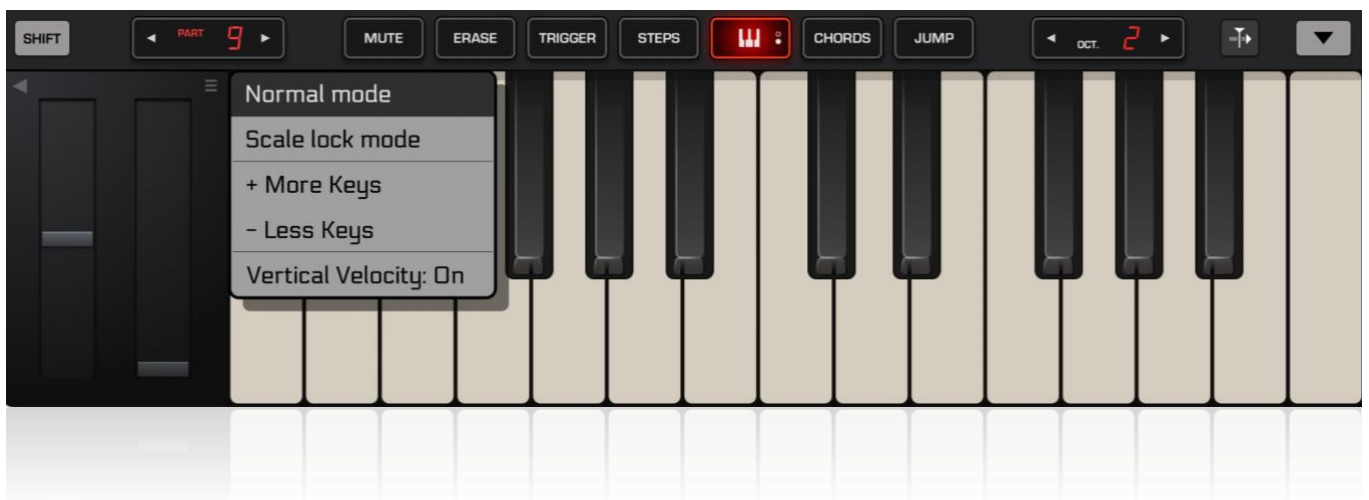 SHIFT
PART 9
MUTE
ERASE
TRIGGER
STEPS
CHORDS
JUMP
OCT. 2
Normal mode
Scale lock mode
+ More Keys
- Less Keys
Vertical Velocity: On